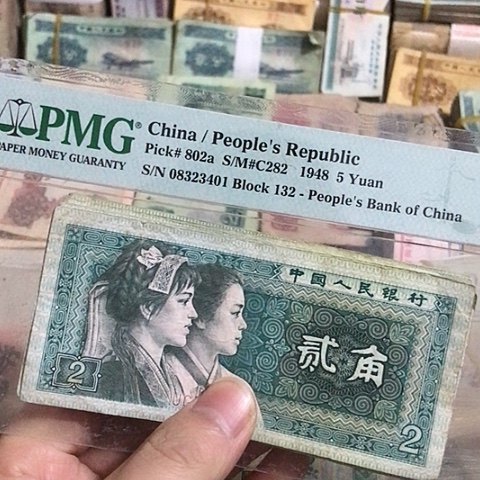 PMG®
PAPER MONEY GUARANTY
China / People's Republic
Pick# 802a S/M#C282 1948 5 Yuan
S/N 08323401 Block 132 - People's Bank of China
中国人民银行
贰角
2
2